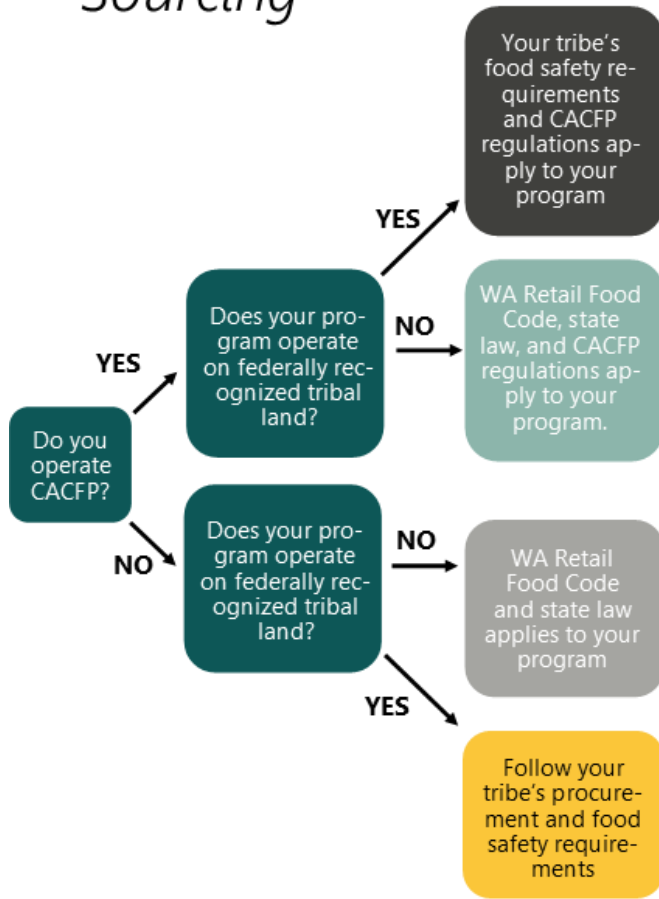 Sourcing
Your tribe's
food safety re-
quirements
and CACFP
regulations ap-
ply to your
program
YES
Does your pro-
gram operate
on federally rec-
ognized tribal
land?
NO
WA Retail Food
Code, state
law, and CACFP
regulations ap-
ply to your
program.
YES
Do you
operate
CACFP?
NO
Does your pro-
gram operate
on federally rec-
ognized tribal
land?
NO
WA Retail
Food Code
and state law
applies to your
program
YES
Follow your
tribe's procure-
ment and food
safety require-
ments